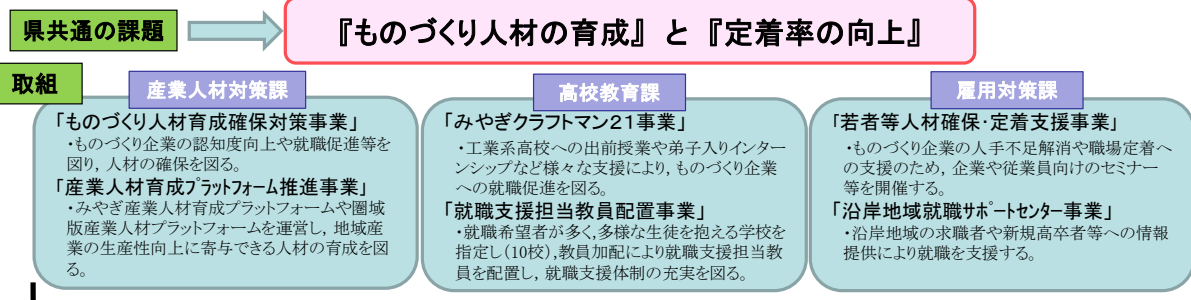 県共通の課題
『ものづくり人材の育成』と『定着率の向上』
取組
産業人材対策課
「ものづくり人材育成確保対策事業」
・ものづくり企業の認知度向上や就職促進等を
図り，人材の確保を図る。
「産業人材育成プラットフォーム推進事業」
・みやぎ産業人材育成プラットフォームや圏域
版産業人材プラットフォームを運営し，地域産
業の生産性向上に寄与できる人材の育成を図
る。
高校教育課
「みやぎクラフトマン２１事業」
・工業系高校への出前授業や弟子入りインター
ンシップなど様々な支援により，ものづくり企業
への就職促進を図る。
「就職支援担当教員配置事業」
・就職希望者が多く，多様な生徒を抱える学校を
指定し(10校)，教員加配により就職支援担当教
員を配置し，就職支援体制の充実を図る。
雇用対策課
「若者等人材確保・定着支援事業」
・ものづくり企業の人手不足解消や職場定着へ
の支援のため，企業や従業員向けのセミナー
等を開催する。
「沿岸地域就職サポートセンター事業」
・沿岸地域の求職者や新規高卒者等への情報
提供により就職を支援する。